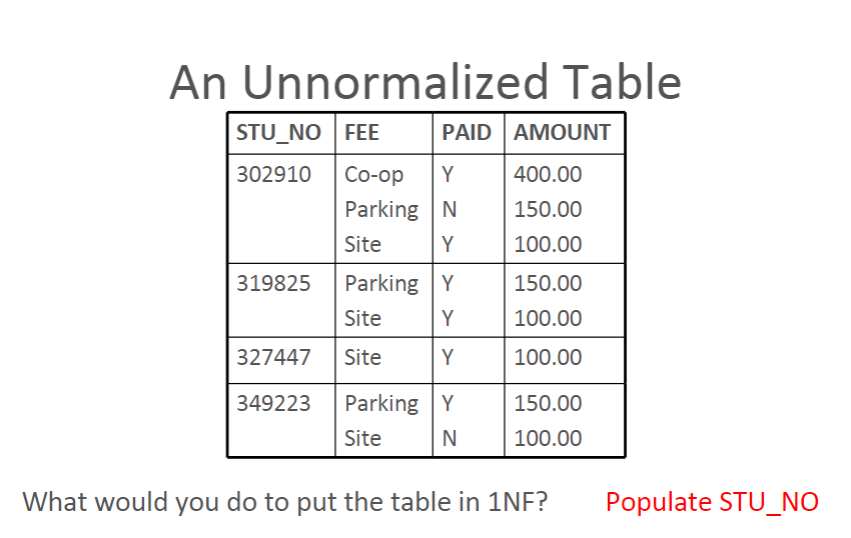 An Unnormalized Table
STU_NO FEE PAID AMOUNT
302910 Co-op Y 400.00
Parking N 150.00
Site Y 100.00
319825 Parking Y 150.00
Site Y 100.00
327447 Site Y 100.00
349223 Parking Y 150.00
Site N 100.00
What would you do to put the table in 1NF? Populate STU_NO